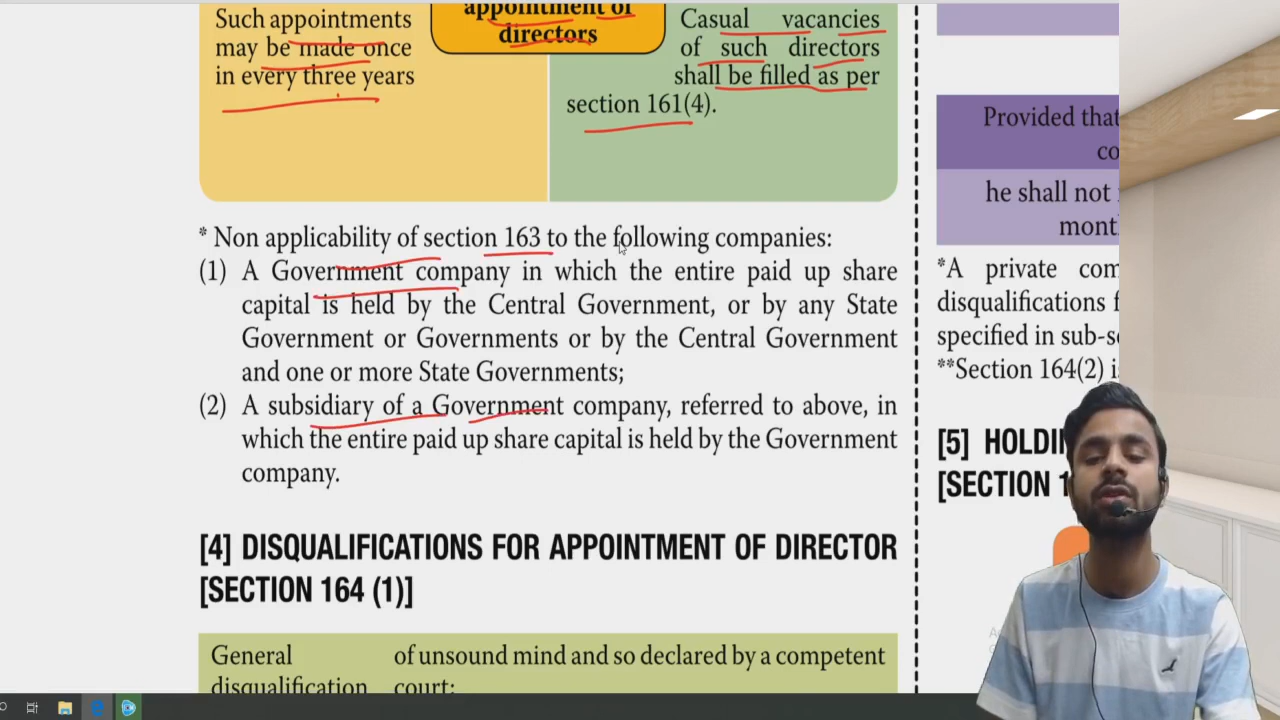 Such appointments
may be made once
in every three years
appointment of
directors
Casual vacancies
of such directors
shall be filled as per
section 161(4).
* Non applicability of section 163 to the following companies:
(1) A Government company in which the entire paid up share
capital is held by the Central Government, or by any State
Government or Governments or by the Central Government
and one or more State Governments;
(2) A subsidiary of a Government company, referred to above, in
which the entire paid up share capital is held by the Government
company.
[4] DISQUALIFICATIONS FOR APPOINTMENT OF DIRECTOR
[SECTION 164 (1)]
General
disqualification
of unsound mind and so declared by a competent
court;
Provided that
co
he shall not
mont
*A private com
disqualifications f
specified in sub-s
**Section 164(2) i
[5] HOLDI
[SECTION 1